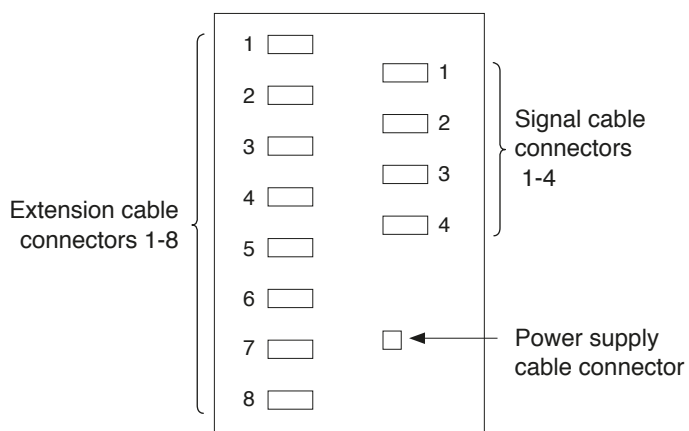 1
2
3
4
5
6
7
8
Extension cable
connectors 1-8
1
2
3
4
Signal cable
connectors
1-4
Power supply
cable connector